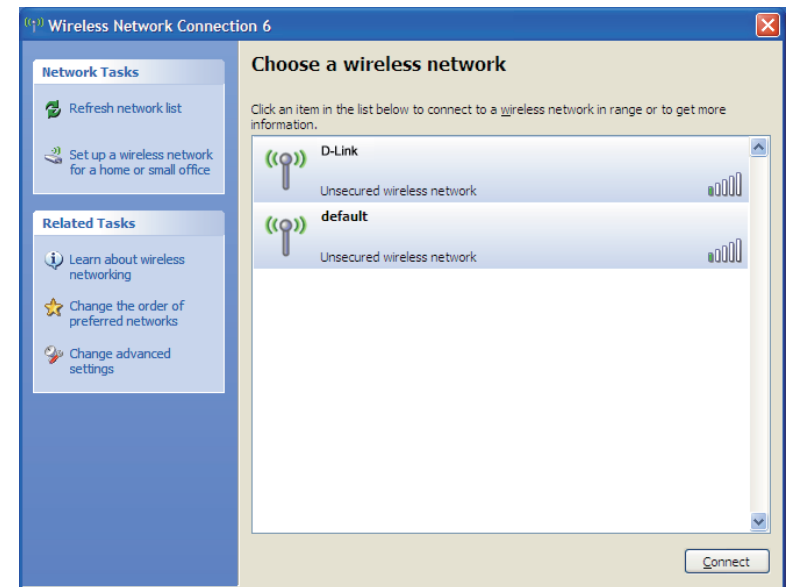 Wireless Network Connection 6
Network Tasks
Refresh network list
Set up a wireless network
for a home or small office
Related Tasks
Learn about wireless
networking
Change the order of
preferred networks
Change advanced
settings
Choose a wireless network
Click an item in the list below to connect to a wireless network in range or to get more
information.
D-Link
Unsecured wireless network
default
Unsecured wireless network
Connect